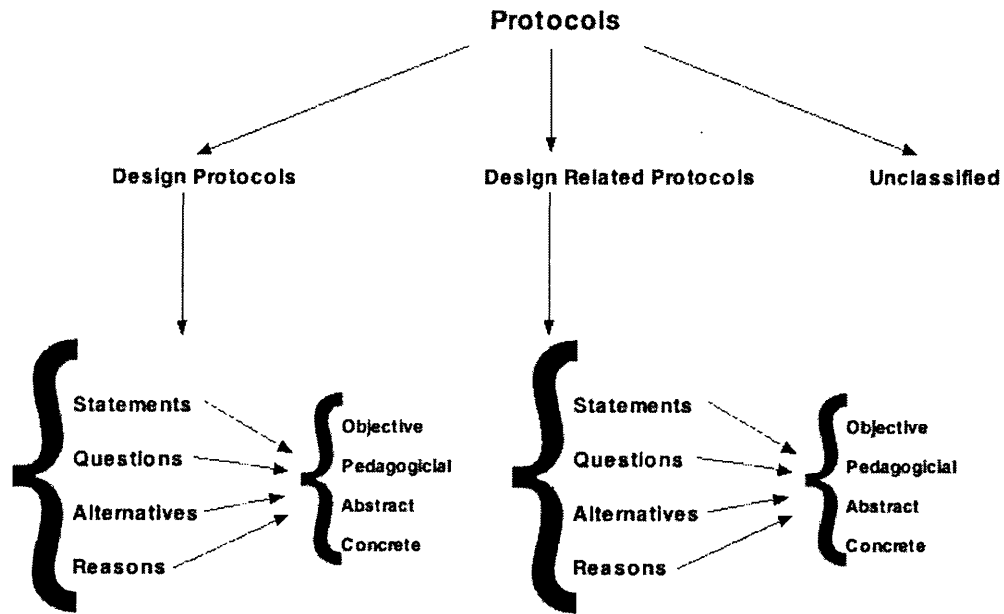 Protocols
Design Protocols
Design Related Protocols
Unclassified
Statements
Questions
Alternatives
Reasons
Objective
Pedagogicial
Abstract
Concrete
Statements
Questions
Alternatives
Reasons
Objective
Pedagogicial
Abstract
Concrete